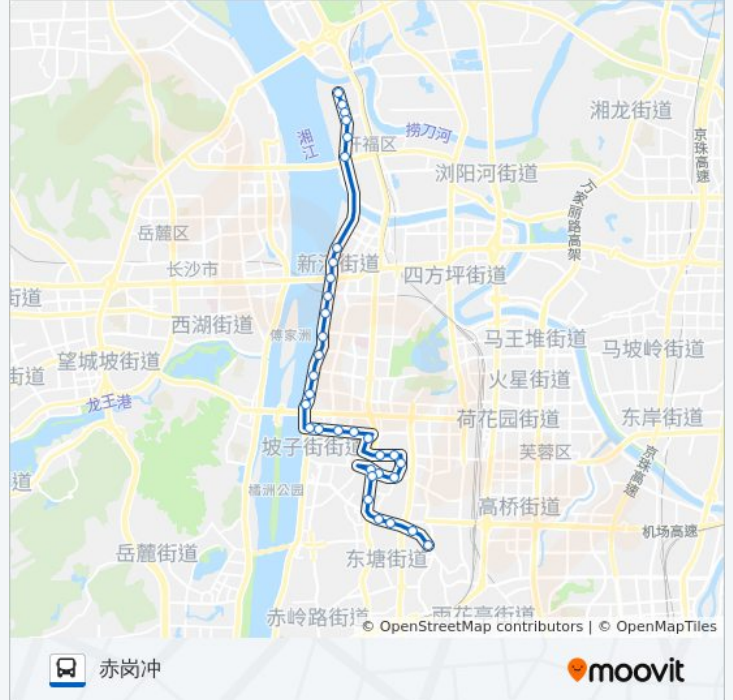 湘龙街道
湘江
捞刀河
开福区
京珠高速
浏阳河街道
万家丽路高架
岳麓区
新河街道
长沙市
四方坪街道
街道
西湖街道
傅家洲
马王堆街道
马坡岭街道
望城坡街道
街道
火星街道
龙王港
荷花园街道
东岸街道
坡子街街道
芙蓉区
京珠高速
道
橘洲公园
高桥街道
机场高速
岳麓街道
东塘街道
赤岭路街道
雨花亭街道
© OpenStreetMap contributors | © OpenMapTiles
赤岗冲
moovit